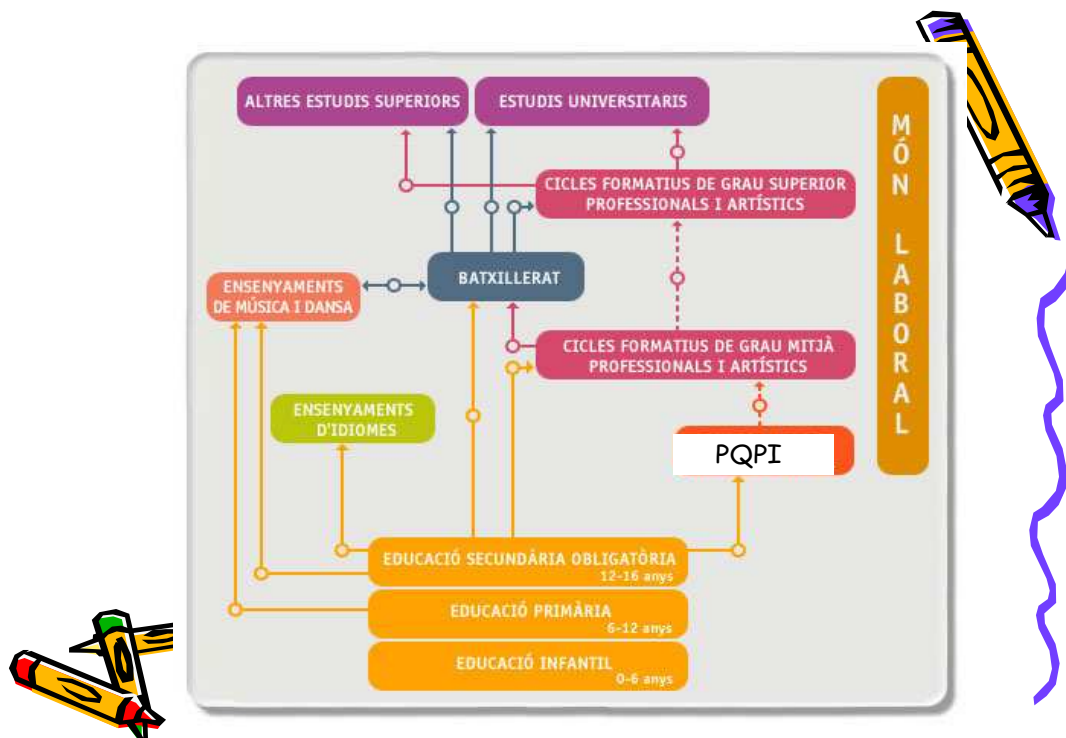 ALTRES ESTUDIS SUPERIORS
ESTUDIS UNIVERSITARIS
MÓN LABORAL
CICLES FORMATIUS DE GRAU SUPERIOR
PROFESSIONALS I ARTÍSTICS
BATXILLERAT
ENSENYAMENTS
DE MÚSICA I DANSA
CICLES FORMATIUS DE GRAU MITJÀ
PROFESSIONALS I ARTÍSTICS
ENSENYAMENTS
D'IDIOMES
PQPI
EDUCACIÓ SECUNDÀRIA OBLIGATÒRIA
12-16 anys
EDUCACIÓ PRIMÀRIA
6-12 anys
EDUCACIÓ INFANTIL
0-6 anys